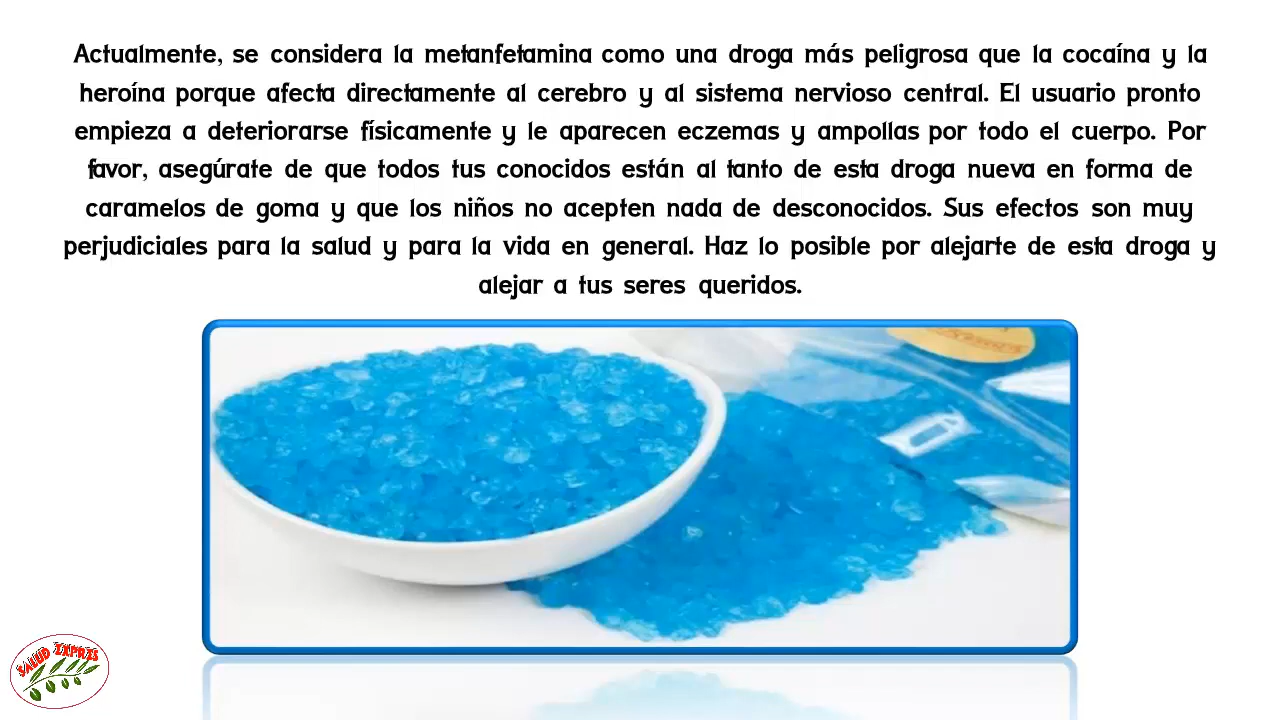 Actualmente, se considera la metanfetamina como una droga más peligrosa que la cocaína y la
heroína porque afecta directamente al cerebro y al sistema nervioso central. El usuario pronto
empieza a deteriorarse físicamente y le aparecen eczemas y ampollas por todo el cuerpo. Por
favor, asegúrate de que todos tus conocidos están al tanto de esta droga nueva en forma de
caramelos de goma y que los niños no acepten nada de desconocidos. Sus efectos son muy
perjudiciales para la salud y para la vida en general. Haz lo posible por alejarte de esta droga y
alejar a tus seres queridos.
SALUD EXPRES